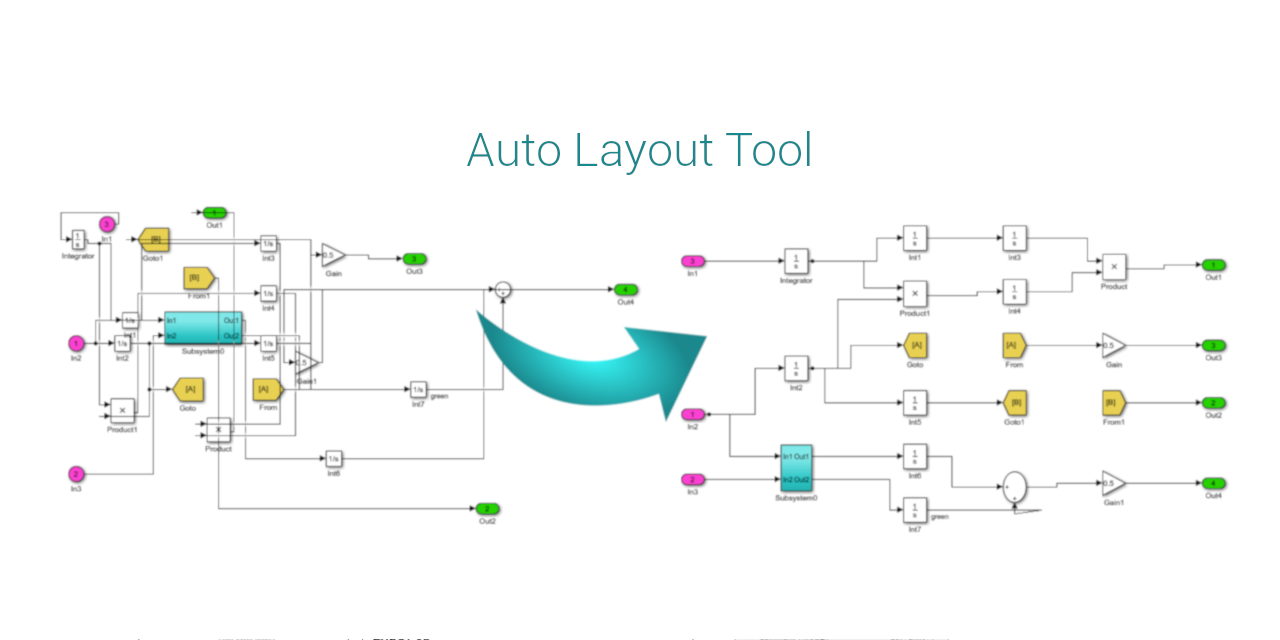 Auto Layout Tool
1
Out1
3
In1
1
s
Integrator
[B]
Goto1
1/s
Int3
0.5
Gain
3
Out3
[B]
From1
1/s
Int4
4
Out4
1/s
Int1
In1 Out1
In2 Out2
Subsystem0
1
In2
1/s
Int2
1/s
Int5
0.5
Gain1
[A]
Goto
[A]
From
1/s
Int7
green
×
Product1
×
Product
1/s
Int6
2
In3
2
Out2
3
In1
1
s
Integrator
1
s
Int1
1
s
Int3
×
Product
1
Out1
×
Product1
1
s
Int4
[A]
Goto
[A]
From
0.5
Gain
3
Out3
1
s
Int2
1
s
Int5
[B]
Goto1
[B]
From1
2
Out2
1
In2
In1 Out1
In2 Out2
Subsystem0
1
s
Int6
2
In3
0.5
Gain1
4
Out4
1
s
Int7
green